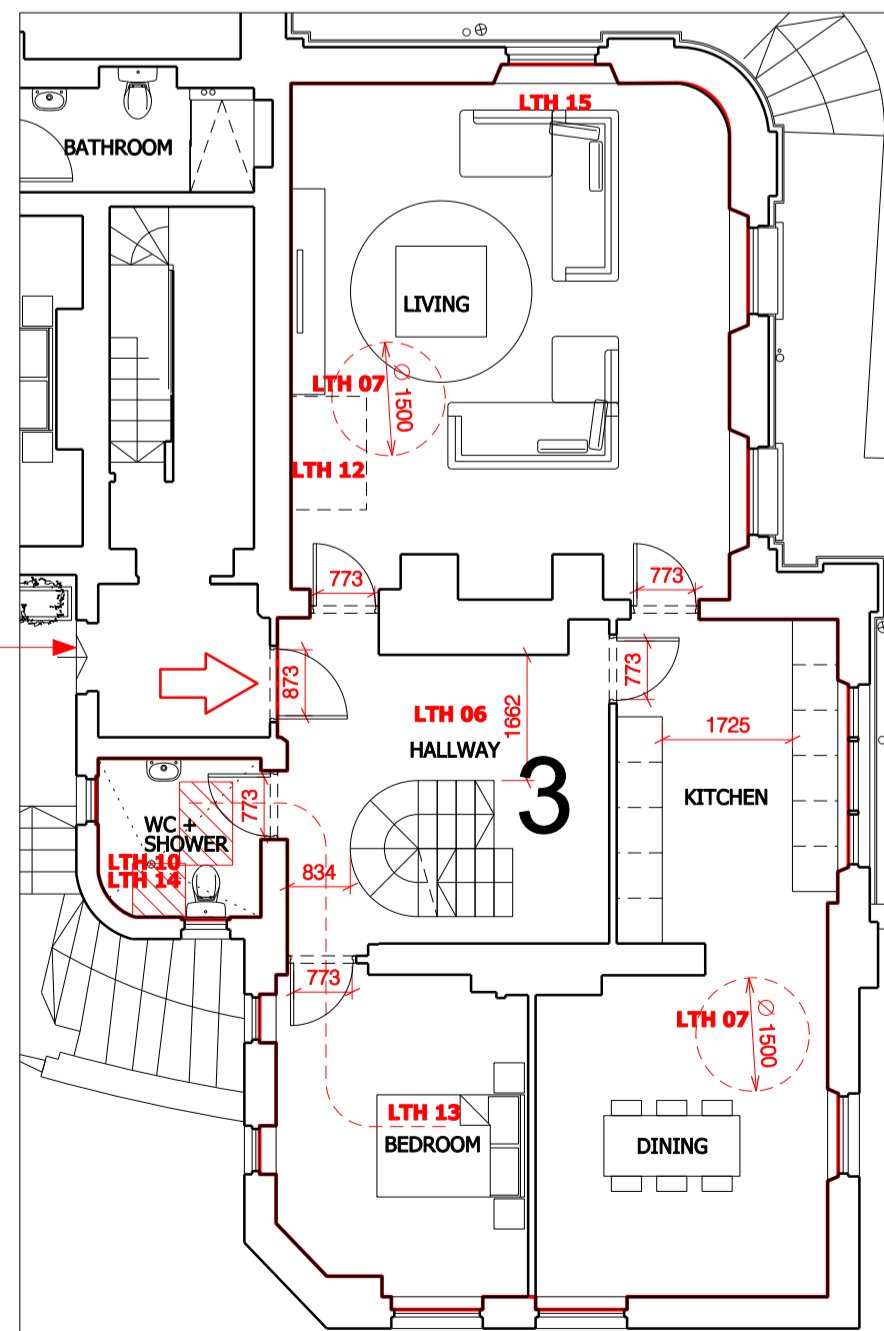 LTH 15
BATHROOM
LIVING
LTH 07
Ø 1500
LTH 12
773
773
873
LTH 06
1662
HALLWAY
773
1725
3
KITCHEN
773
WC +
SHOWER
LTH 10
LTH 14
834
773
LTH 07
Ø 1500
LTH 13
BEDROOM
DINING